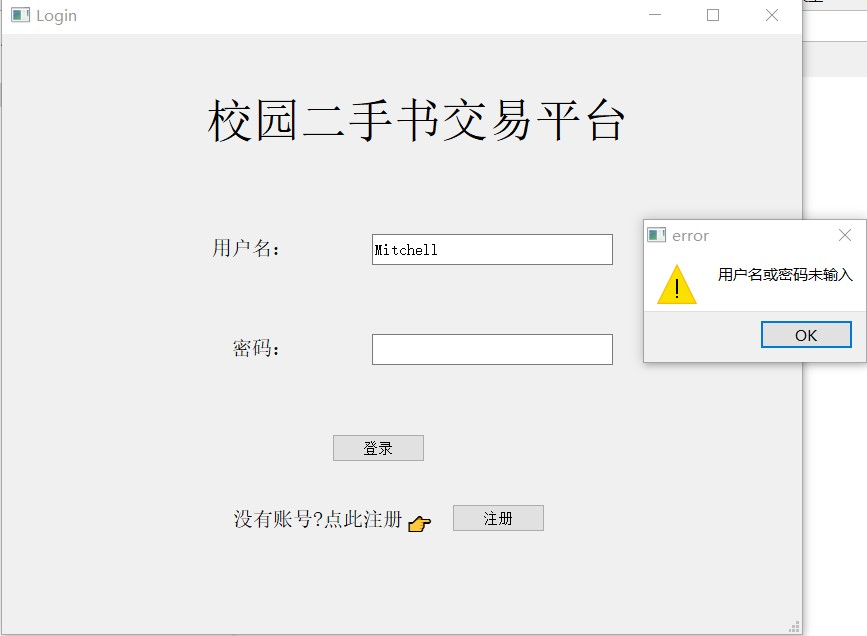 Login
校园二手书交易平台
用户名：
Mitchell
error
用户名或密码未输入
OK
密码：
登录
没有账号?点此注册
注册